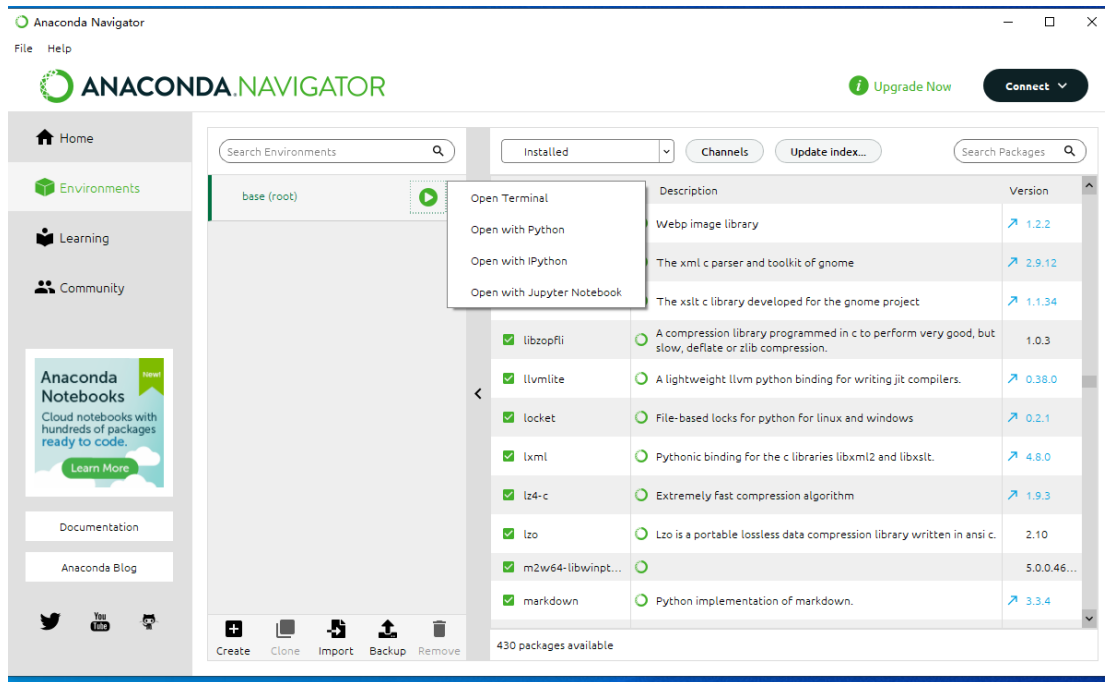 Anaconda Navigator
File Help
ANACONDA.NAVIGATOR
i Upgrade Now
Connect
Home
Environments
Learning
Community
New!
Anaconda
Notebooks
Cloud notebooks with
hundreds of packages
ready to code.
Learn More
Documentation
Anaconda Blog
You
Tube
Search Environments
base (root)
Open Terminal
Open with Python
Open with IPython
Open with Jupyter Notebook
Create Clone Import Backup Remove
Installed
Channels
Update index...
Search Packages
Description Version
Webp image library 1.2.2
The xml c parser and toolkit of gnome 2.9.12
The xslt c library developed for the gnome project 1.1.34
libzopfli A compression library programmed in c to perform very good, but 1.0.3
slow, deflate or zlib compression.
llvmlite A lightweight llvm python binding for writing jit compilers. 0.38.0
locket File-based locks for python for linux and windows 0.2.1
lxml Pythonic binding for the c libraries libxml2 and libxslt. 4.8.0
lz4-c Extremely fast compression algorithm 1.9.3
lzo Lzo is a portable lossless data compression library written in ansi c. 2.10
m2w64-libwinpt... 5.0.0.46...
markdown Python implementation of markdown. 3.3.4
430 packages available